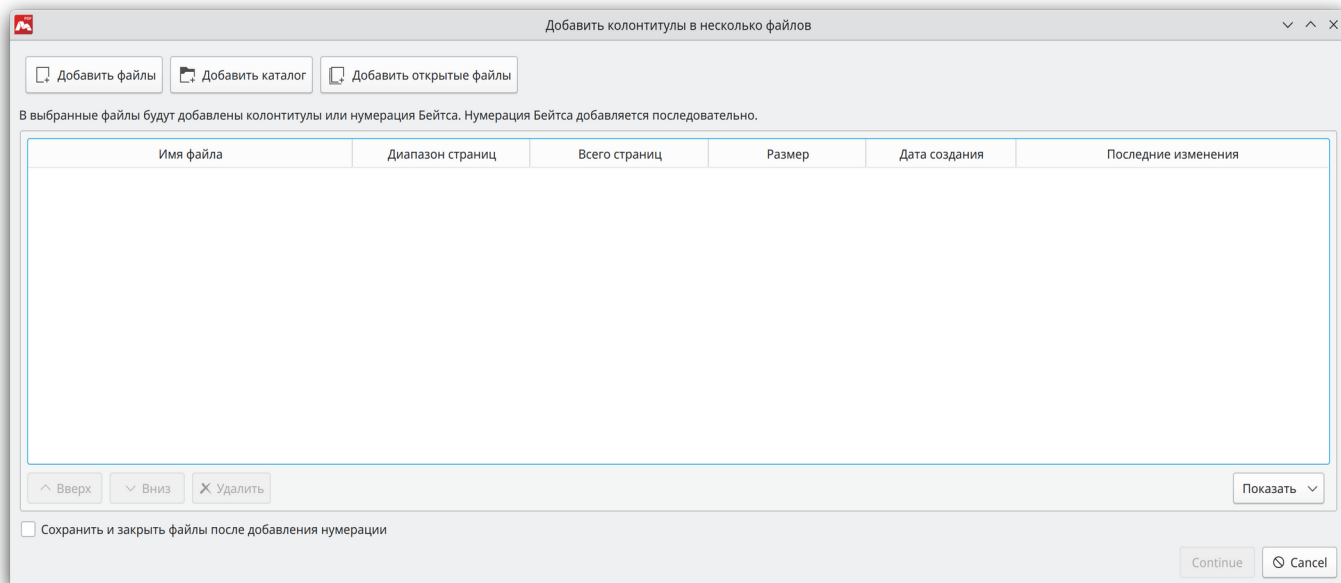 PDF
Добавить колонтитулы в несколько файлов
Добавить файлы Добавить каталог Добавить открытые файлы
В выбранные файлы будут добавлены колонтитулы или нумерация Бейтса. Нумерация Бейтса добавляется последовательно.
Имя файла Диапазон страниц Всего страниц Размер Дата создания Последние изменения
Вверх Вниз Удалить Показать
Сохранить и закрыть файлы после добавления нумерации
Continue Cancel